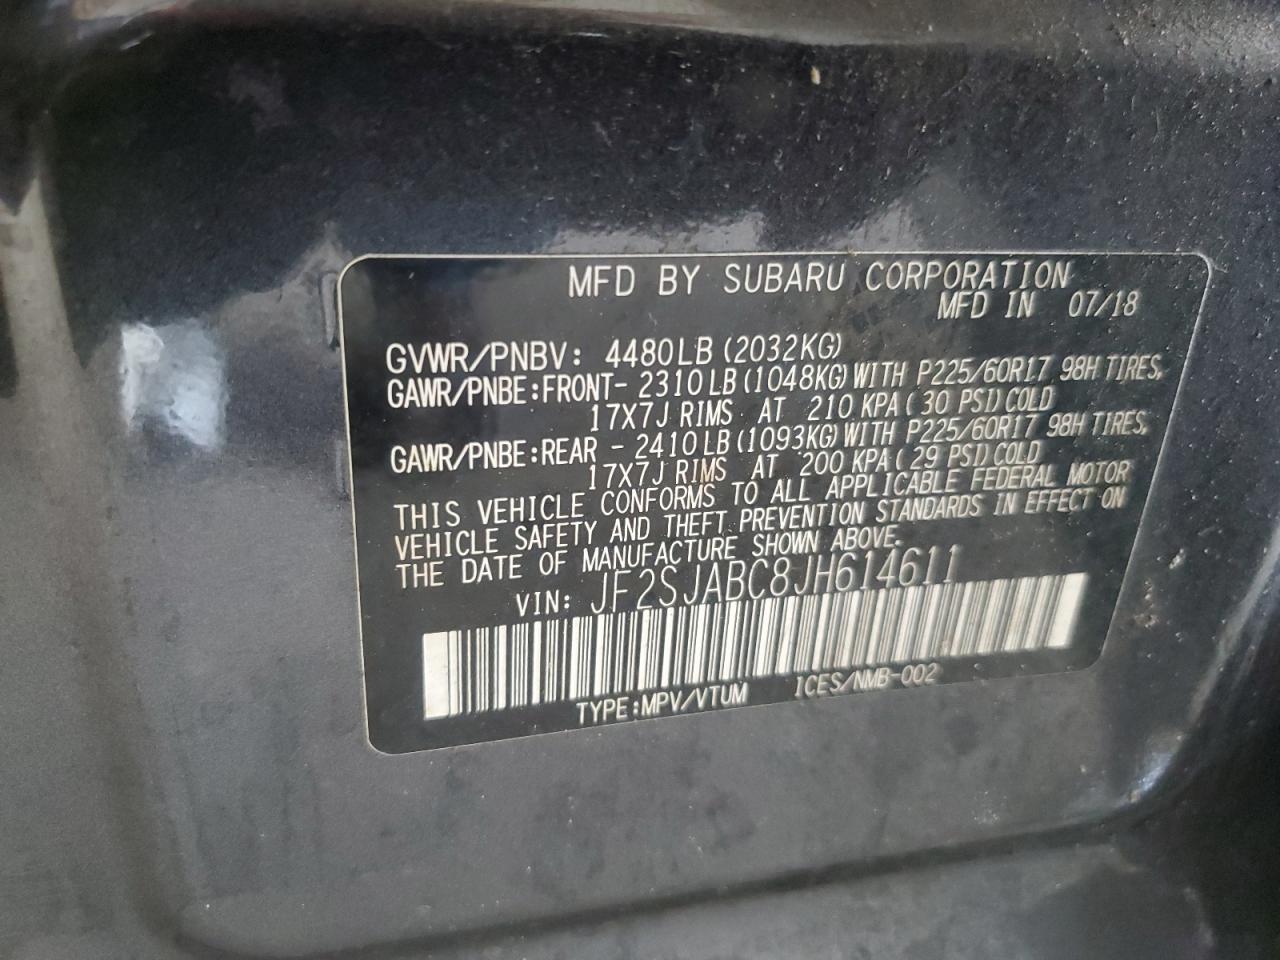 MFD BY SUBARU CORPORATION
MFD IN 07/18
GVWR/PNBV: 4480LB (2032KG)
GAWR/PNBE:FRONT- 2310LB(1048KG)WITH P225/60R17 98H TIRES,
17X7J RIMS AT 210 KPA(30 PSI)COLD
GAWR/PNBE:REAR - 2410LB(1093KG)WITH P225/60R17 98H TIRES,
17X7J RIMS AT 200 KPA(29 PSI)COLD
THIS VEHICLE CONFORMS TO ALL APPLICABLE FEDERAL MOTOR
VEHICLE SAFETY AND THEFT PREVENTION STANDARDS IN EFFECT ON
THE DATE OF MANUFACTURE SHOWN ABOVE.
VIN: JF2SJABC8JH614611
TYPE:MPV/VTUM ICES/NMB-002